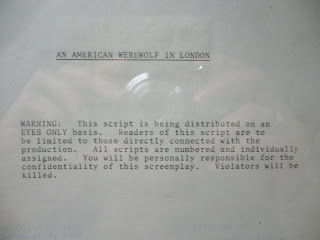 AN AMERICAN WEREWOLF IN LONDON
WARNING: This script is being distributed on an
EYES ONLY basis. Readers of this script are to
be limited to those directly connected with the
production. All scripts are numbered and individually
assigned. You will be personally responsible for the
confidentiality of this screenplay. Violators will be
killed.